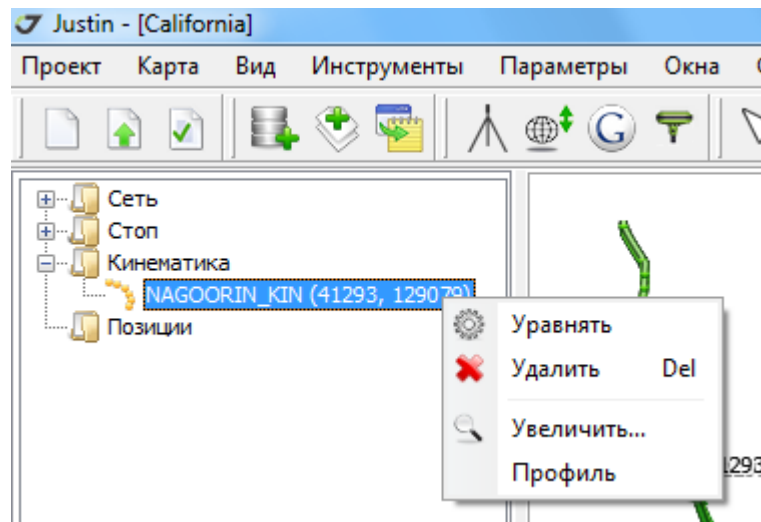 Justin - [California]
Проект Карта Вид Инструменты Параметры Окна
G
Сеть
Стоп
Кинематика
NAGOORIN_KIN (41293, 129079)
Позиции
Уравнять
Удалить Del
Увеличить...
Профиль
1293